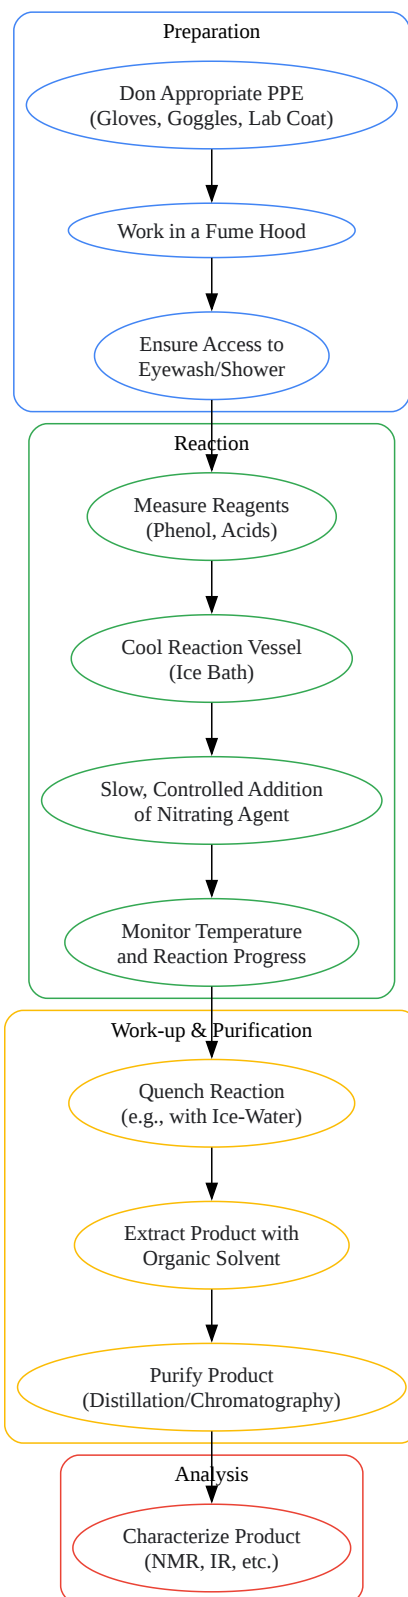 Preparation
Don Appropriate PPE
(Gloves, Goggles, Lab Coat)
Work in a Fume Hood
Ensure Access to
Eyewash/Shower
Reaction
Measure Reagents
(Phenol, Acids)
Cool Reaction Vessel
(Ice Bath)
Slow, Controlled Addition
of Nitrating Agent
Monitor Temperature
and Reaction Progress
Work-up & Purification
Quench Reaction
(e.g., with Ice-Water)
Extract Product with
Organic Solvent
Purify Product
(Distillation/Chromatography)
Analysis
Characterize Product
(NMR, IR, etc.)